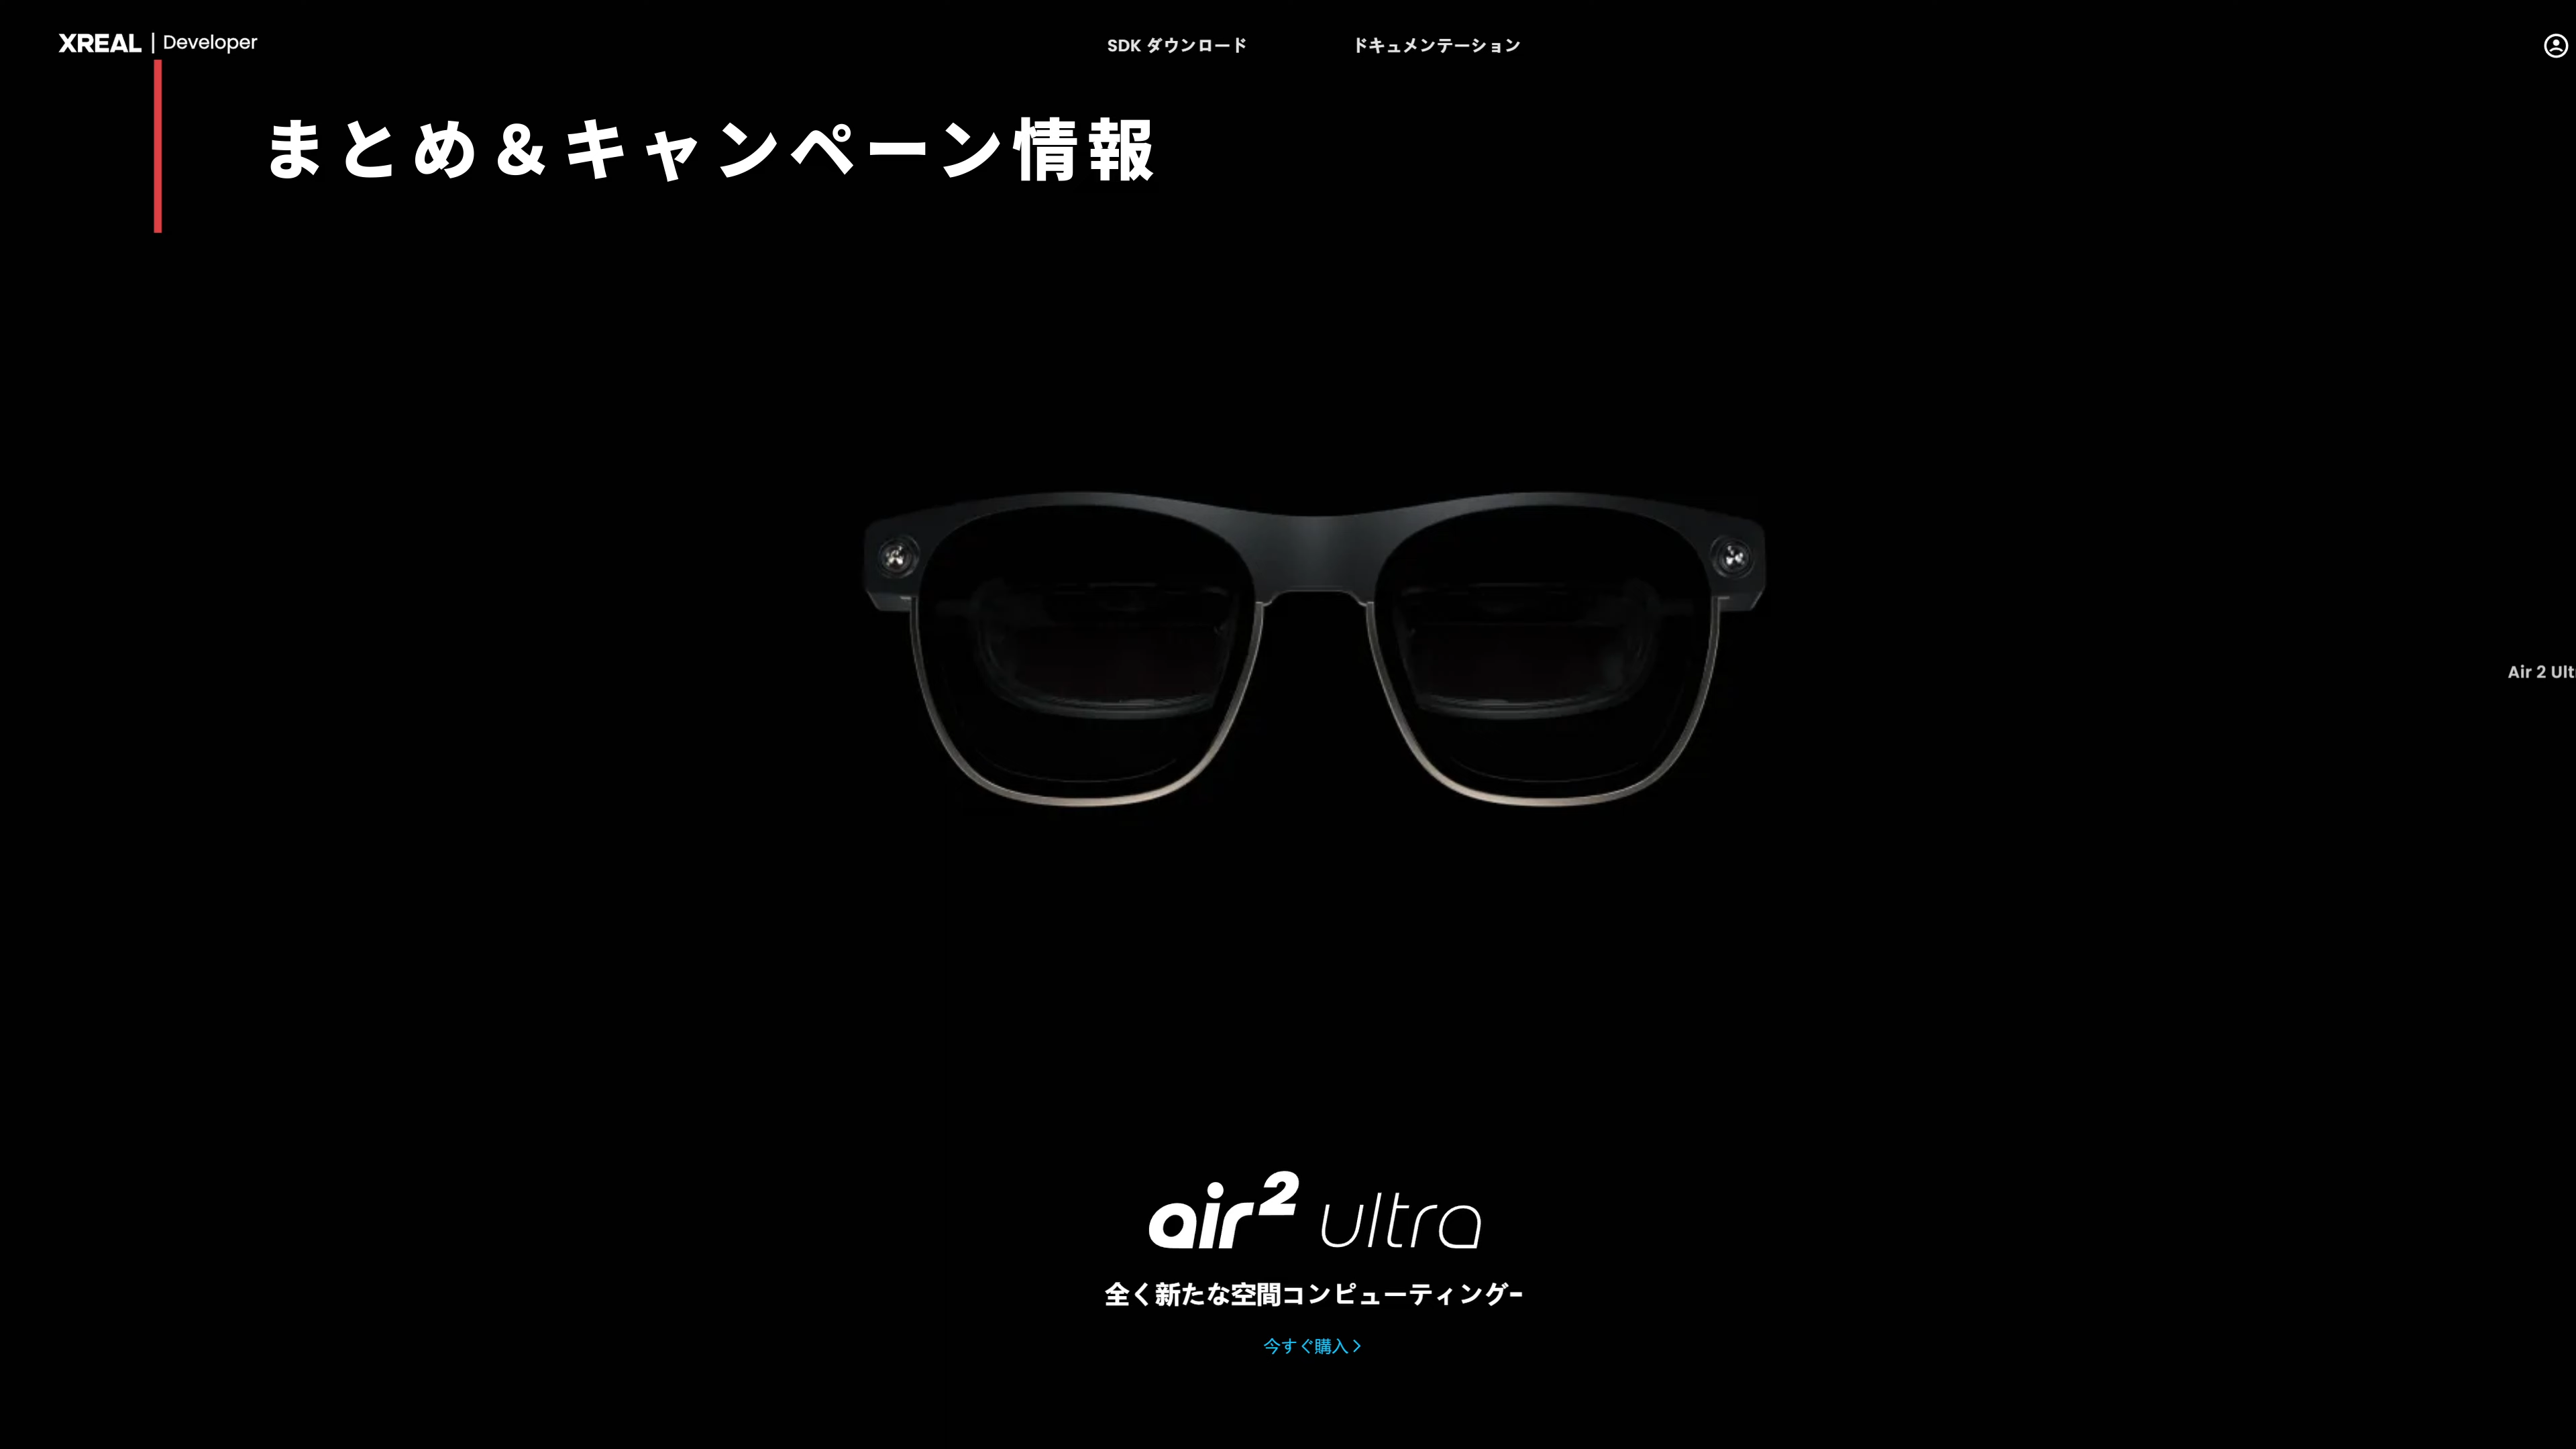 XREAL | Developer
SDK ダウンロード
ドキュメンテーション
まとめ&キャンペーン情報
Air 2 Ult
air² ultra
全く新たな空間コンピューティング-
今すぐ購入 >